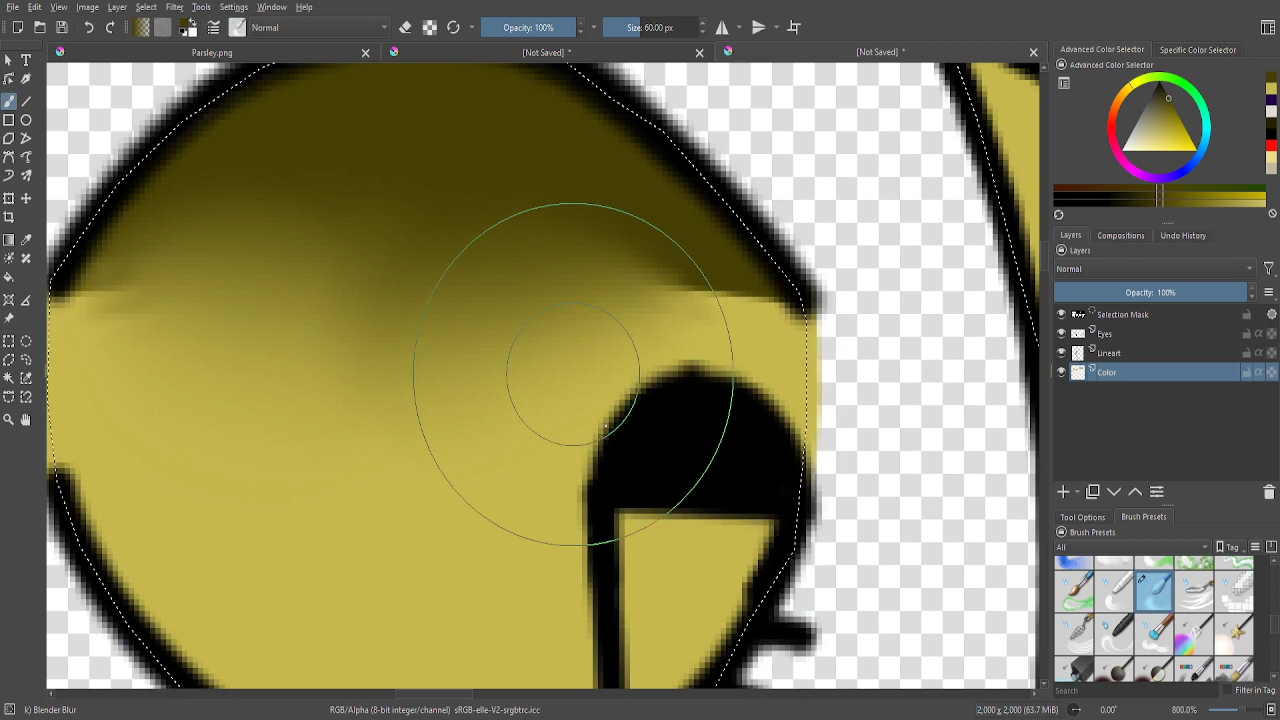 File Edit View Image Layer Select Filter Tools Settings Window Help
Normal Opacity: 100% Size: 60.00 px
Parsley.png [Not Saved] * [Not Saved] *
Advanced Color Selector Specific Color Selector
Advanced Color Selector
Layers Compositions Undo History
Layers
Normal
Opacity: 100%
Selection Mask
Eyes
Lineart
Color
Tool Options Brush Presets
Brush Presets
All Tag
Search Filter in Tag
k) Blender Blur RGB/Alpha (8-bit integer/channel) sRGB-elle-V2-srgbtrc.icc 2,000 x 2,000 (63.7 MiB) 0.00° 800.0%